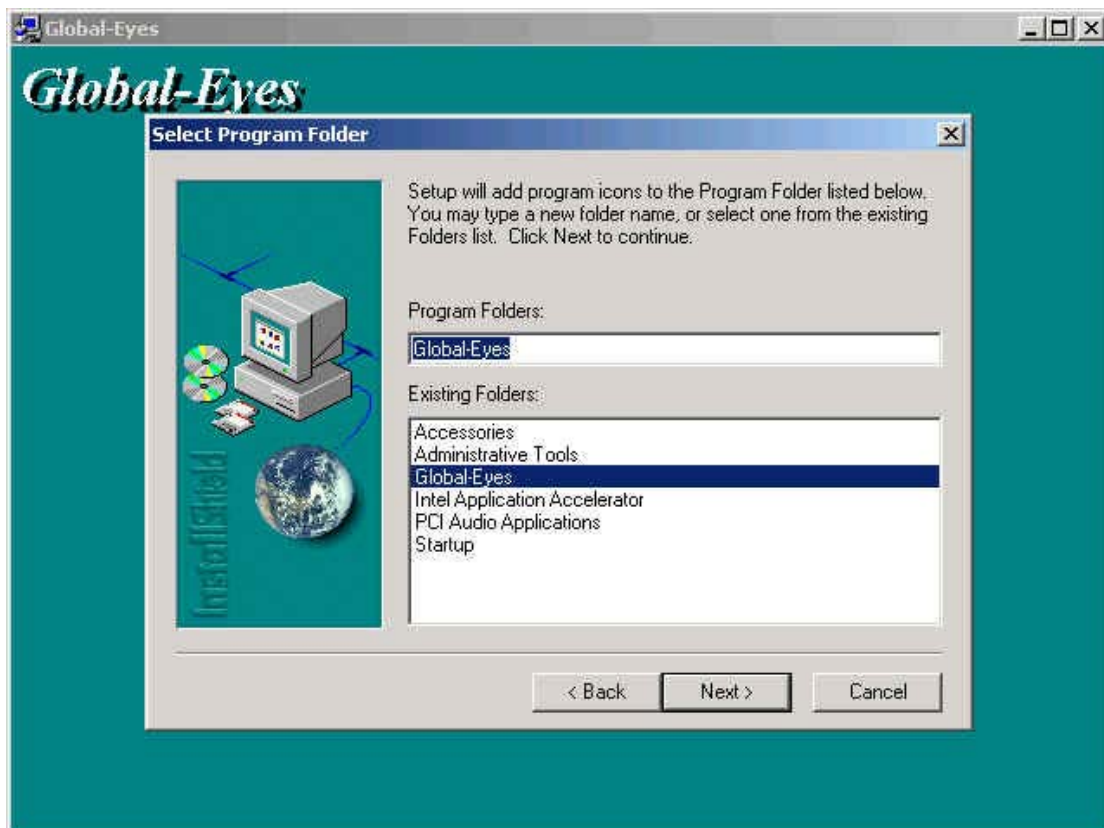 Global-Eyes
Global-Eyes
Select Program Folder
Setup will add program icons to the Program Folder listed below.
You may type a new folder name, or select one from the existing
Folders list.  Click Next to continue.
Program Folders:
Global-Eyes
Existing Folders:
Accessories
Administrative Tools
Global-Eyes
Intel Application Accelerator
PCI Audio Applications
Startup
InstallShield
< Back
Next >
Cancel